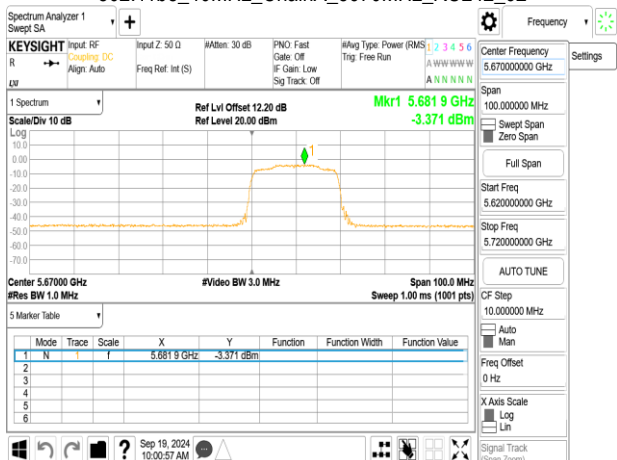 Spectrum Analyzer 1
Swept SA
Frequency
Settings
KEYSIGHT
R
LXI
Input: RF
Coupling: DC
Align: Auto
Input Z: 50 Ω
Freq Ref: Int (S)
#Atten: 30 dB
PNO: Fast
Gate: Off
IF Gain: Low
Sig Track: Off
#Avg Type: Power (RMS
Trig: Free Run
1 2 3 4 5 6
A W W W W W
A N N N N N
Center Frequency
5.670000000 GHz
Span
100.000000 MHz
Swept Span
Zero Span
Full Span
Start Freq
5.620000000 GHz
Stop Freq
5.720000000 GHz
AUTO TUNE
CF Step
10.000000 MHz
Auto
Man
Freq Offset
0 Hz
X Axis Scale
Log
Lin
Signal Track
(Span Zoom)
1 Spectrum
Scale/Div 10 dB
Ref Lvl Offset 12.20 dB
Ref Level 20.00 dBm
Mkr1 5.681 9 GHz
-3.371 dBm
Log
10.0
0.00
-10.0
-20.0
-30.0
-40.0
-50.0
-60.0
-70.0
1
Center 5.67000 GHz
#Res BW 1.0 MHz
#Video BW 3.0 MHz
Span 100.0 MHz
Sweep 1.00 ms (1001 pts)
5 Marker Table
Mode Trace Scale X Y Function Function Width Function Value
1 N 1 f 5.681 9 GHz -3.371 dBm
2
3
4
5
6
Sep 19, 2024
10:00:57 AM